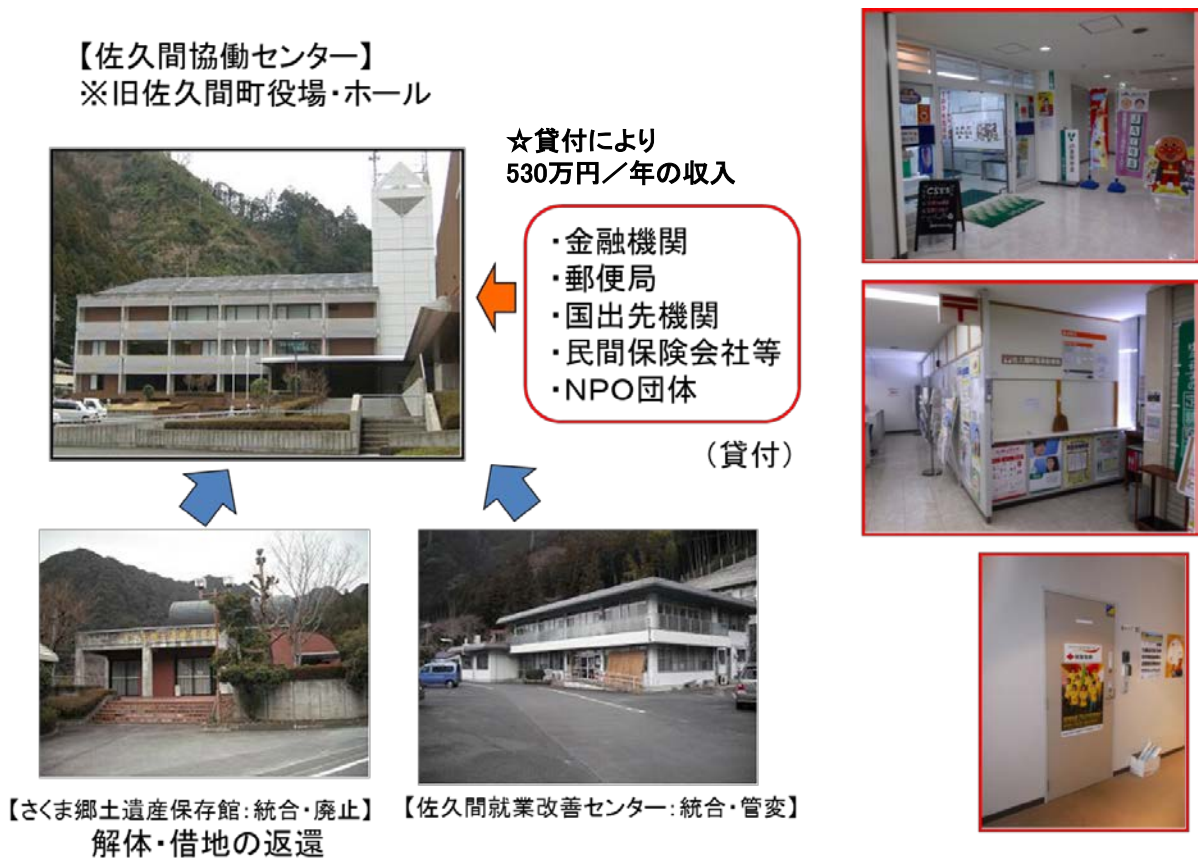 【佐久間協働センター】
※旧佐久間町役場・ホール
☆貸付により
530万円／年の収入
・金融機関
・郵便局
・国出先機関
・民間保険会社等
・NPO団体
（貸付）
【さくま郷土遺産保存館：統合・廃止】
解体・借地の返還
【佐久間就業改善センター：統合・管変】